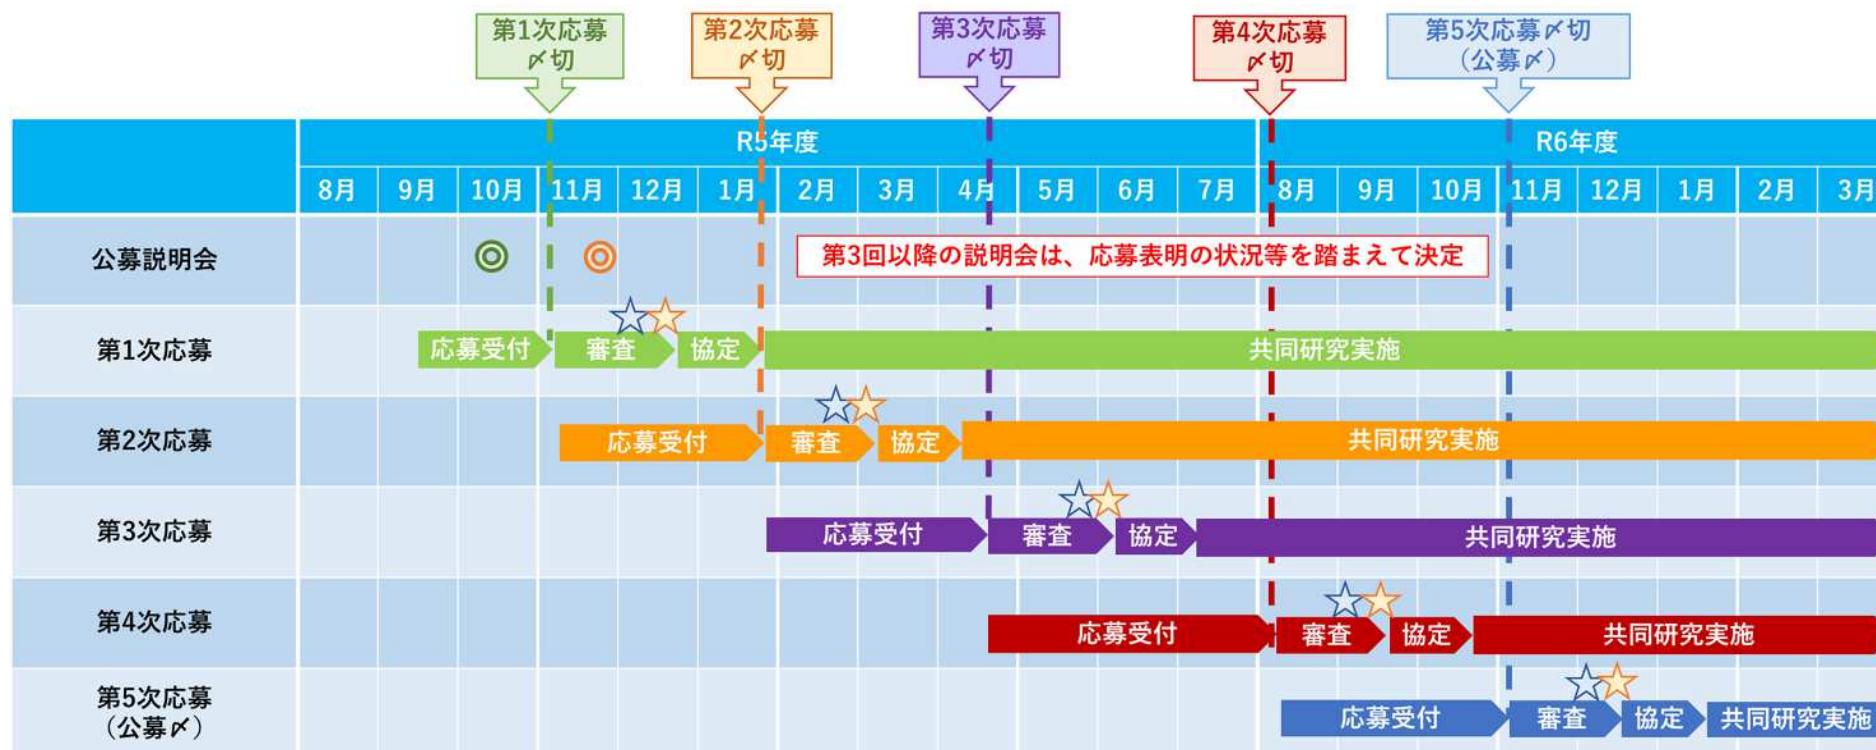 第1次応募
〆切
第2次応募
〆切
第3次応募
〆切
第4次応募
〆切
第5次応募〆切
（公募〆）
R5年度
R6年度
8月
9月
10月
11月
12月
1月
2月
3月
4月
5月
6月
7月
8月
9月
10月
11月
12月
1月
2月
3月
公募説明会
第3回以降の説明会は、応募表明の状況等を踏まえて決定
第1次応募
応募受付
審査
協定
共同研究実施
第2次応募
応募受付
審査
協定
共同研究実施
第3次応募
応募受付
審査
協定
共同研究実施
第4次応募
応募受付
審査
協定
共同研究実施
第5次応募
（公募〆）
応募受付
審査
協定
共同研究実施